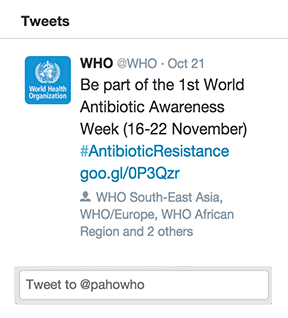 Tweets
World Health
Organization
WHO @WHO · Oct 21
Be part of the 1st World
Antibiotic Awareness
Week (16-22 November)
#AntibioticResistance
goo.gl/0P3Qzr
WHO South-East Asia,
WHO/Europe, WHO African
Region and 2 others
Tweet to @pahowho